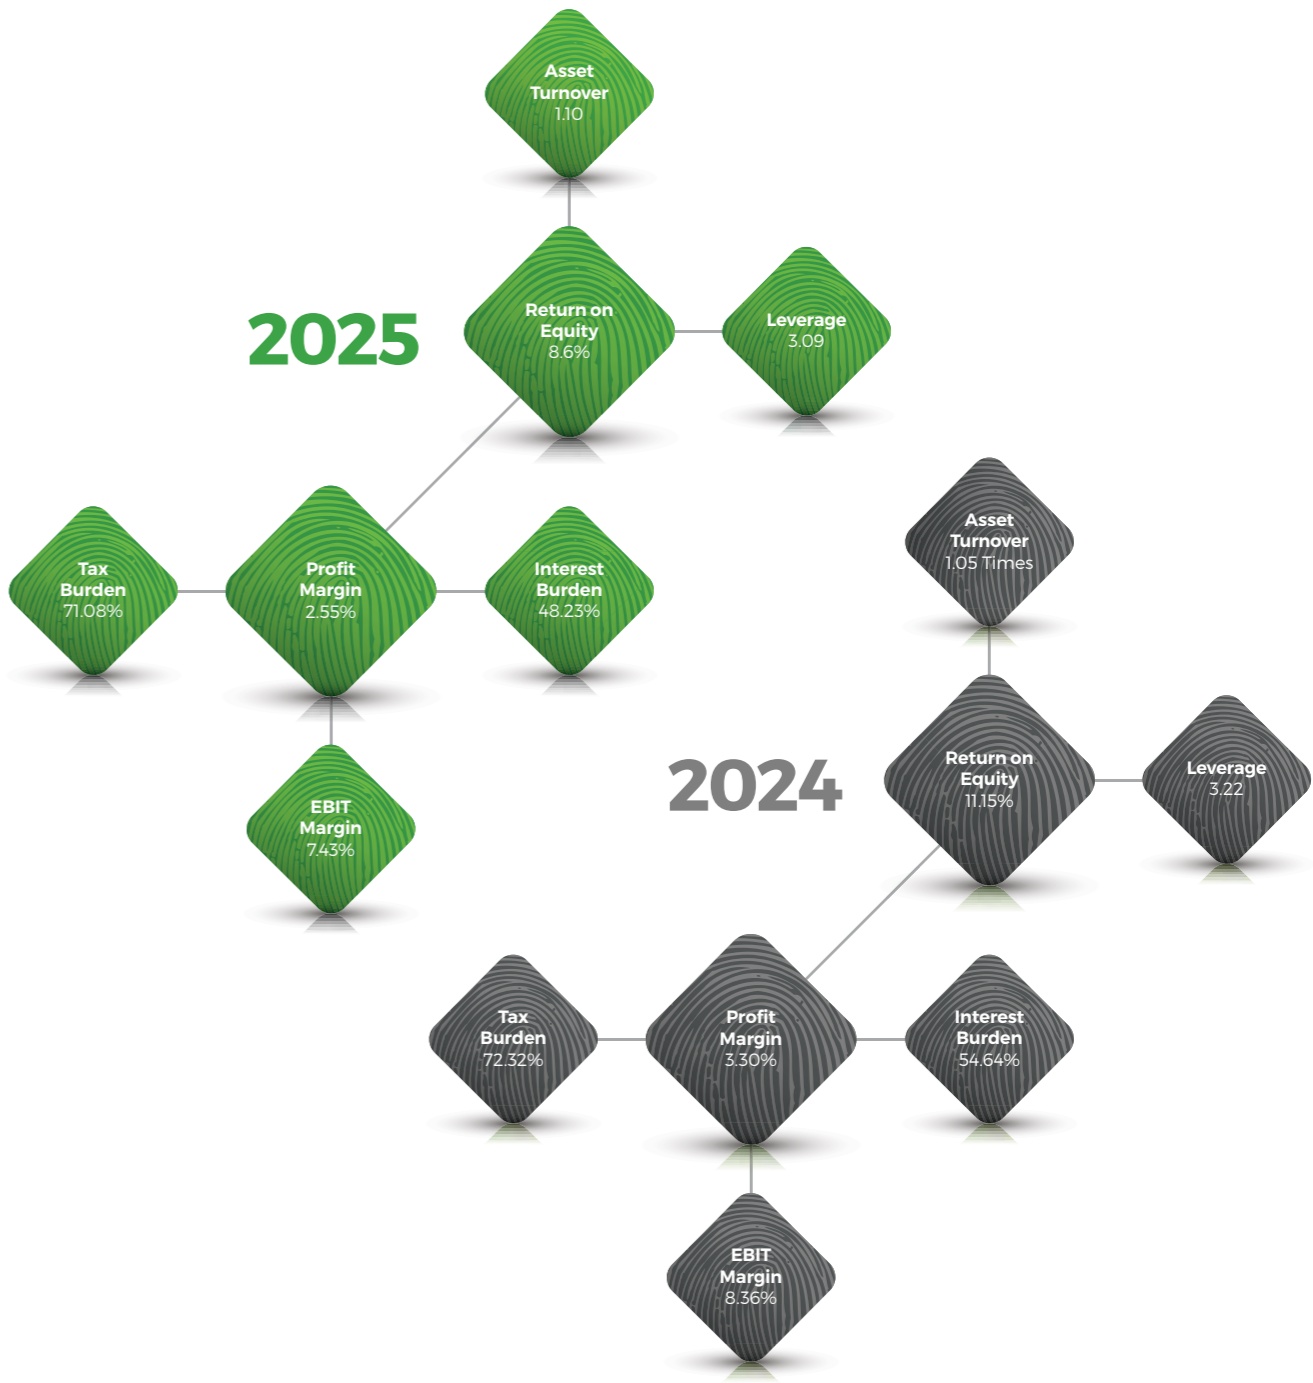 Asset
Turnover
1.10
2025
Return on
Equity
8.6%
Leverage
3.09
Tax
Burden
71.08%
Profit
Margin
2.55%
Interest
Burden
48.23%
EBIT
Margin
7.43%
Asset
Turnover
1.05 Times
2024
Return on
Equity
11.15%
Leverage
3.22
Tax
Burden
72.32%
Profit
Margin
3.30%
Interest
Burden
54.64%
EBIT
Margin
8.36%